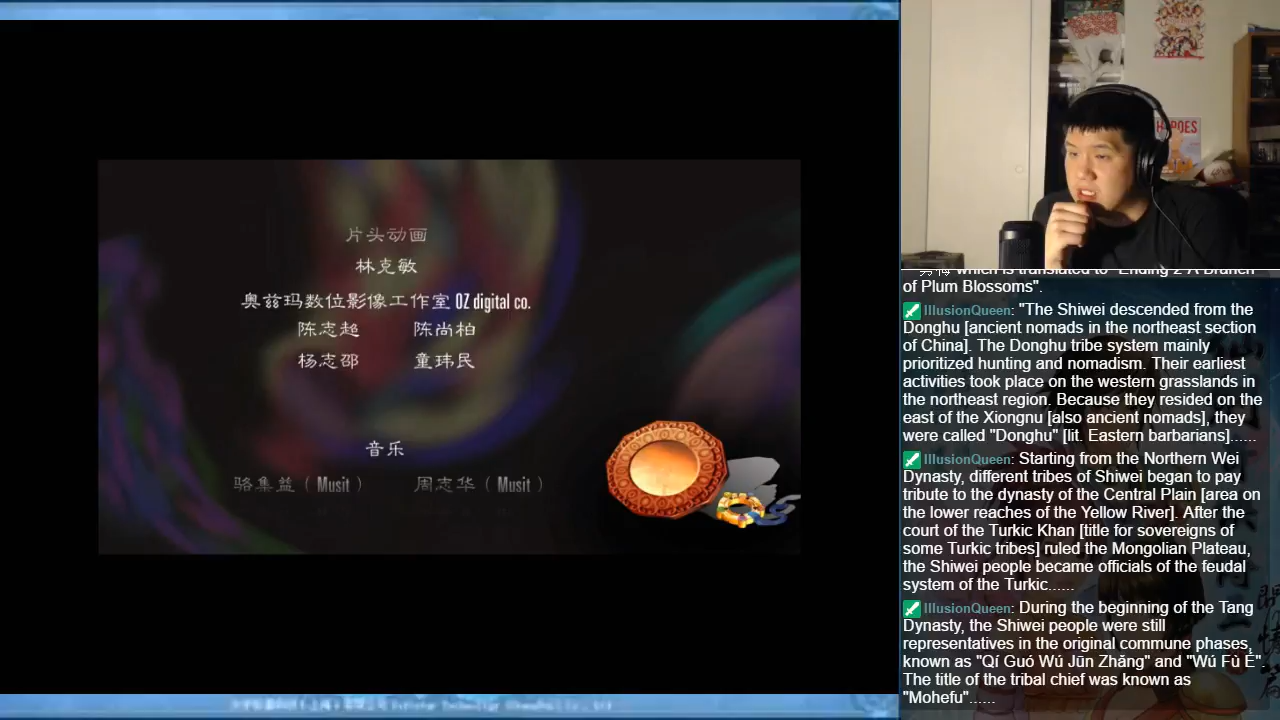 片头动画
林克敏
奥兹玛数位影像工作室 OZ digital co.
陈志超 陈尚柏
杨志邵 童玮民
音乐
骆集益 ( Musit ) 周志华 ( Musit )
HEROES
which is translated to "Ending 2 A Branch
of Plum Blossoms".
IllusionQueen: "The Shiwei descended from the
Donghu [ancient nomads in the northeast section
of China]. The Donghu tribe system mainly
prioritized hunting and nomadism. Their earliest
activities took place on the western grasslands in
the northeast region. Because they resided on the
east of the Xiongnu [also ancient nomads], they
were called "Donghu" [lit. Eastern barbarians]......
IllusionQueen: Starting from the Northern Wei
Dynasty, different tribes of Shiwei began to pay
tribute to the dynasty of the Central Plain [area on
the lower reaches of the Yellow River]. After the
court of the Turkic Khan [title for sovereigns of
some Turkic tribes] ruled the Mongolian Plateau,
the Shiwei people became officials of the feudal
system of the Turkic......
IllusionQueen: During the beginning of the Tang
Dynasty, the Shiwei people were still
representatives in the original commune phases,
known as "Qí Guó Wú Jūn Zhǎng" and "Wú Fù È".
The title of the tribal chief was known as
"Mohefu"......